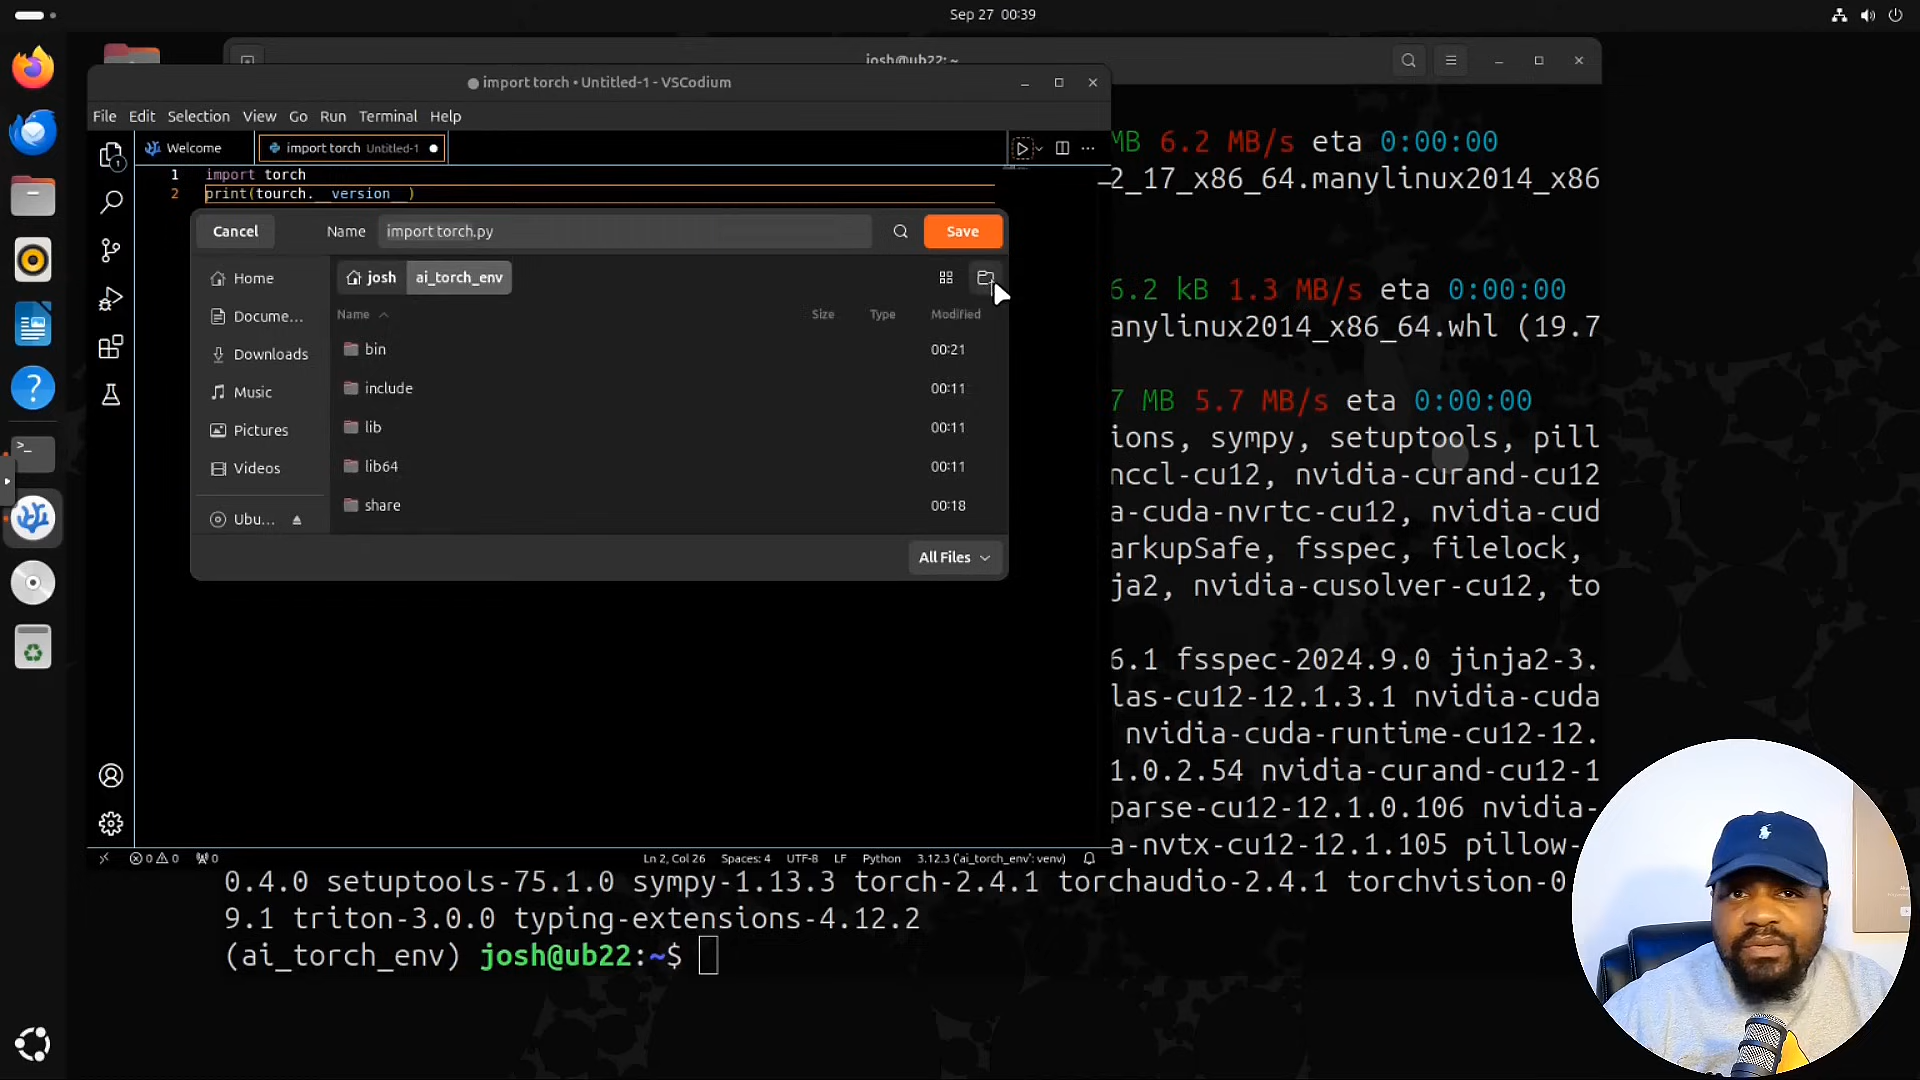 Sep 27 00:39
josh@ub22: ~
import torch • Untitled-1 - VSCodium
File Edit Selection View Go Run Terminal Help
Welcome
import torch Untitled-1
1 import torch
2 print(tourch.__version__)
Cancel
Name
import torch.py
Save
Home
Docume...
Downloads
Music
Pictures
Videos
Ubu...
josh
ai_torch_env
Name Size Type Modified
bin 00:21
include 00:11
lib 00:11
lib64 00:11
share 00:18
All Files
0 0 0
Ln 2, Col 26 Spaces: 4 UTF-8 LF Python 3.12.3 ('ai_torch_env': venv)
MB 6.2 MB/s eta 0:00:00
2_17_x86_64.manylinux2014_x86
6.2 kB 1.3 MB/s eta 0:00:00
anylinux2014_x86_64.whl (19.7
7 MB 5.7 MB/s eta 0:00:00
ions, sympy, setuptools, pill
nccl-cu12, nvidia-curand-cu12
a-cuda-nvrtc-cu12, nvidia-cud
arkupSafe, fsspec, filelock,
ja2, nvidia-cusolver-cu12, to
6.1 fsspec-2024.9.0 jinja2-3.
las-cu12-12.1.3.1 nvidia-cuda
nvidia-cuda-runtime-cu12-12.
1.0.2.54 nvidia-curand-cu12-1
parse-cu12-12.1.0.106 nvidia-
a-nvtx-cu12-12.1.105 pillow-
0.4.0 setuptools-75.1.0 sympy-1.13.3 torch-2.4.1 torchaudio-2.4.1 torchvision-0
9.1 triton-3.0.0 typing-extensions-4.12.2
(ai_torch_env) josh@ub22:~$